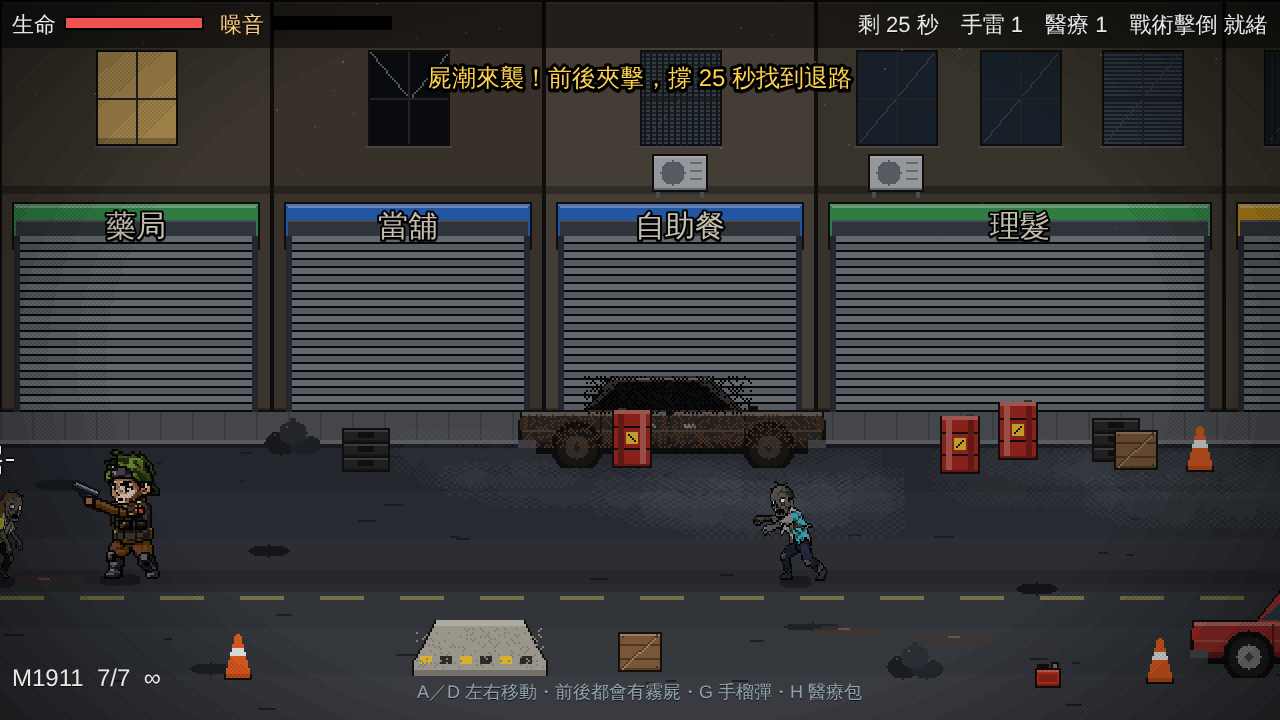 生命 噪音 剩 25 秒 手雷 1 醫療 1 戰術擊倒 就緒
屍潮來襲！前後夾擊，撐 25 秒找到退路
藥局 當舖 自助餐 理髮
M1911 7/7 ∞
A／D 左右移動・前後都會有霧屍・G 手榴彈・H 醫療包